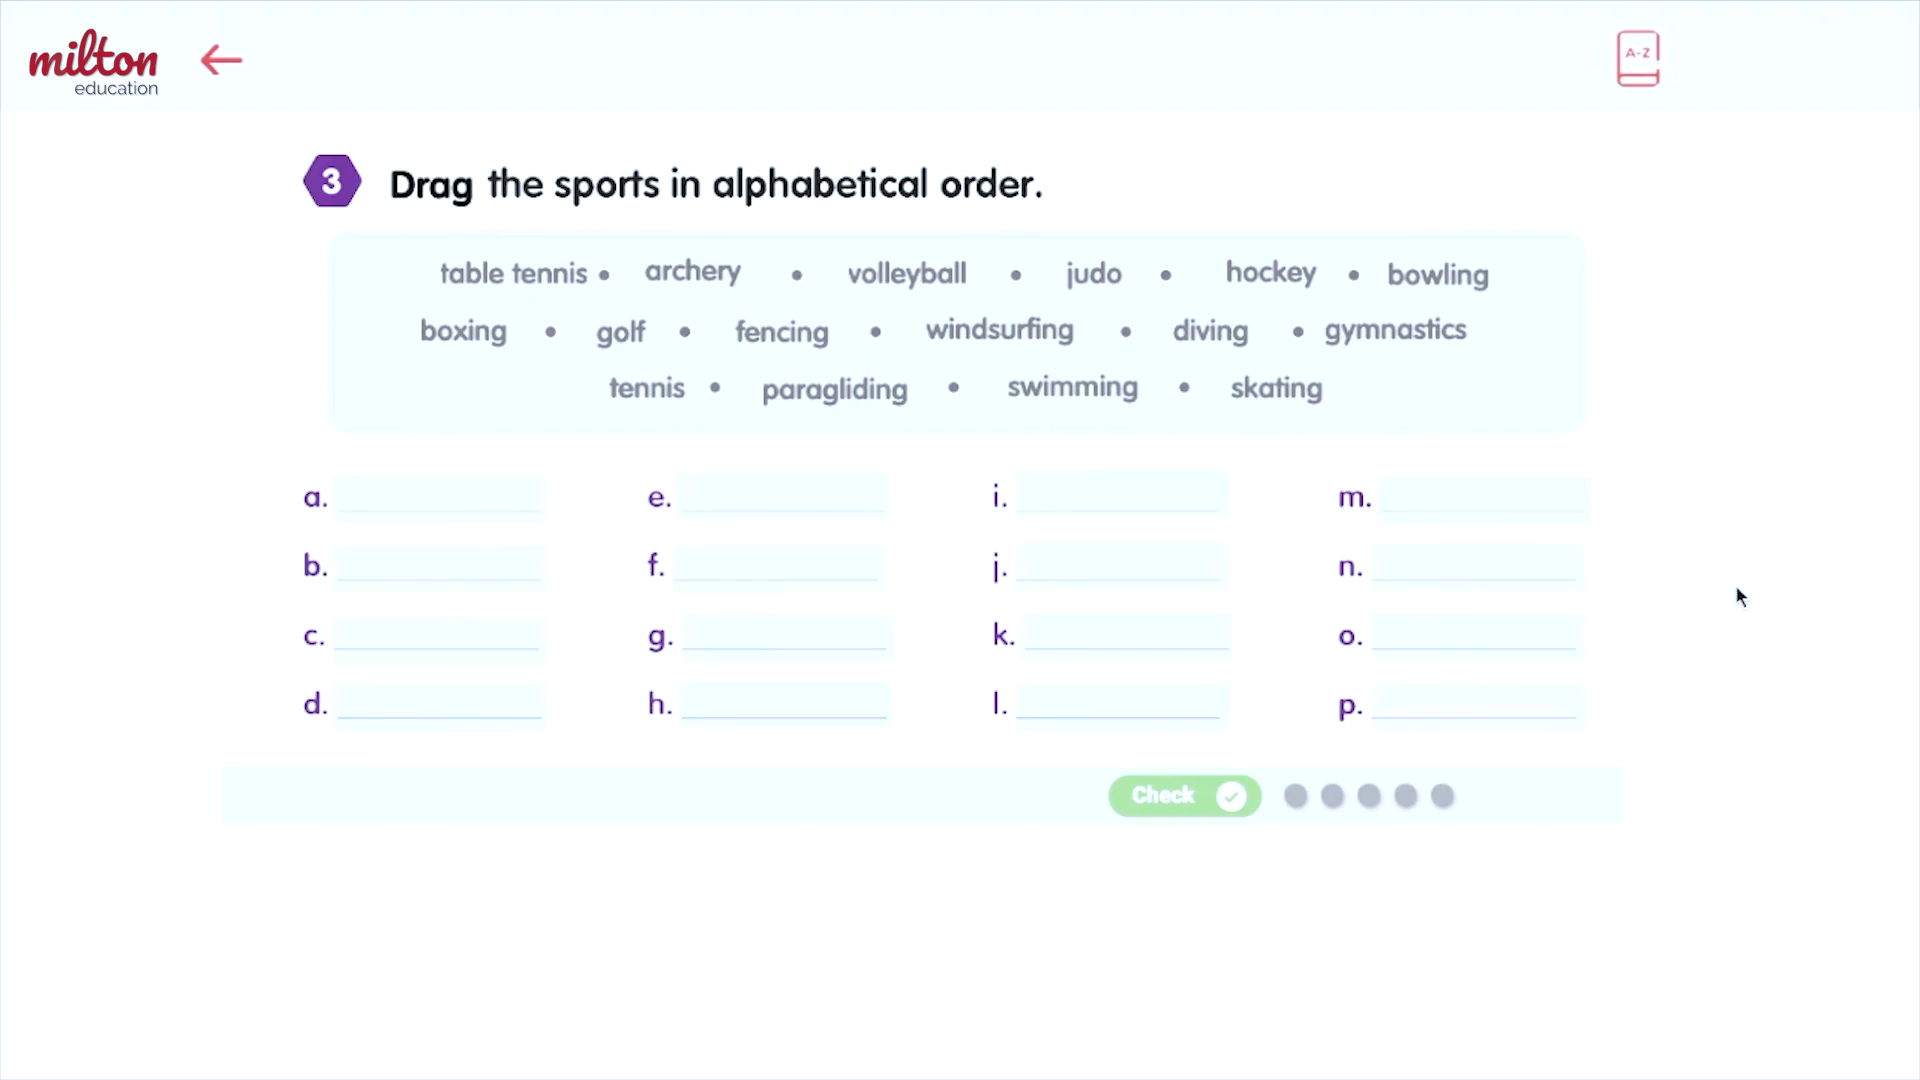 milton
education
A-Z
3 Drag the sports in alphabetical order.
table tennis • archery • volleyball • judo • hockey • bowling
boxing • golf • fencing • windsurfing • diving • gymnastics
tennis • paragliding • swimming • skating
a. e. i. m.
b. f. j. n.
c. g. k. o.
d. h. l. p.
Check